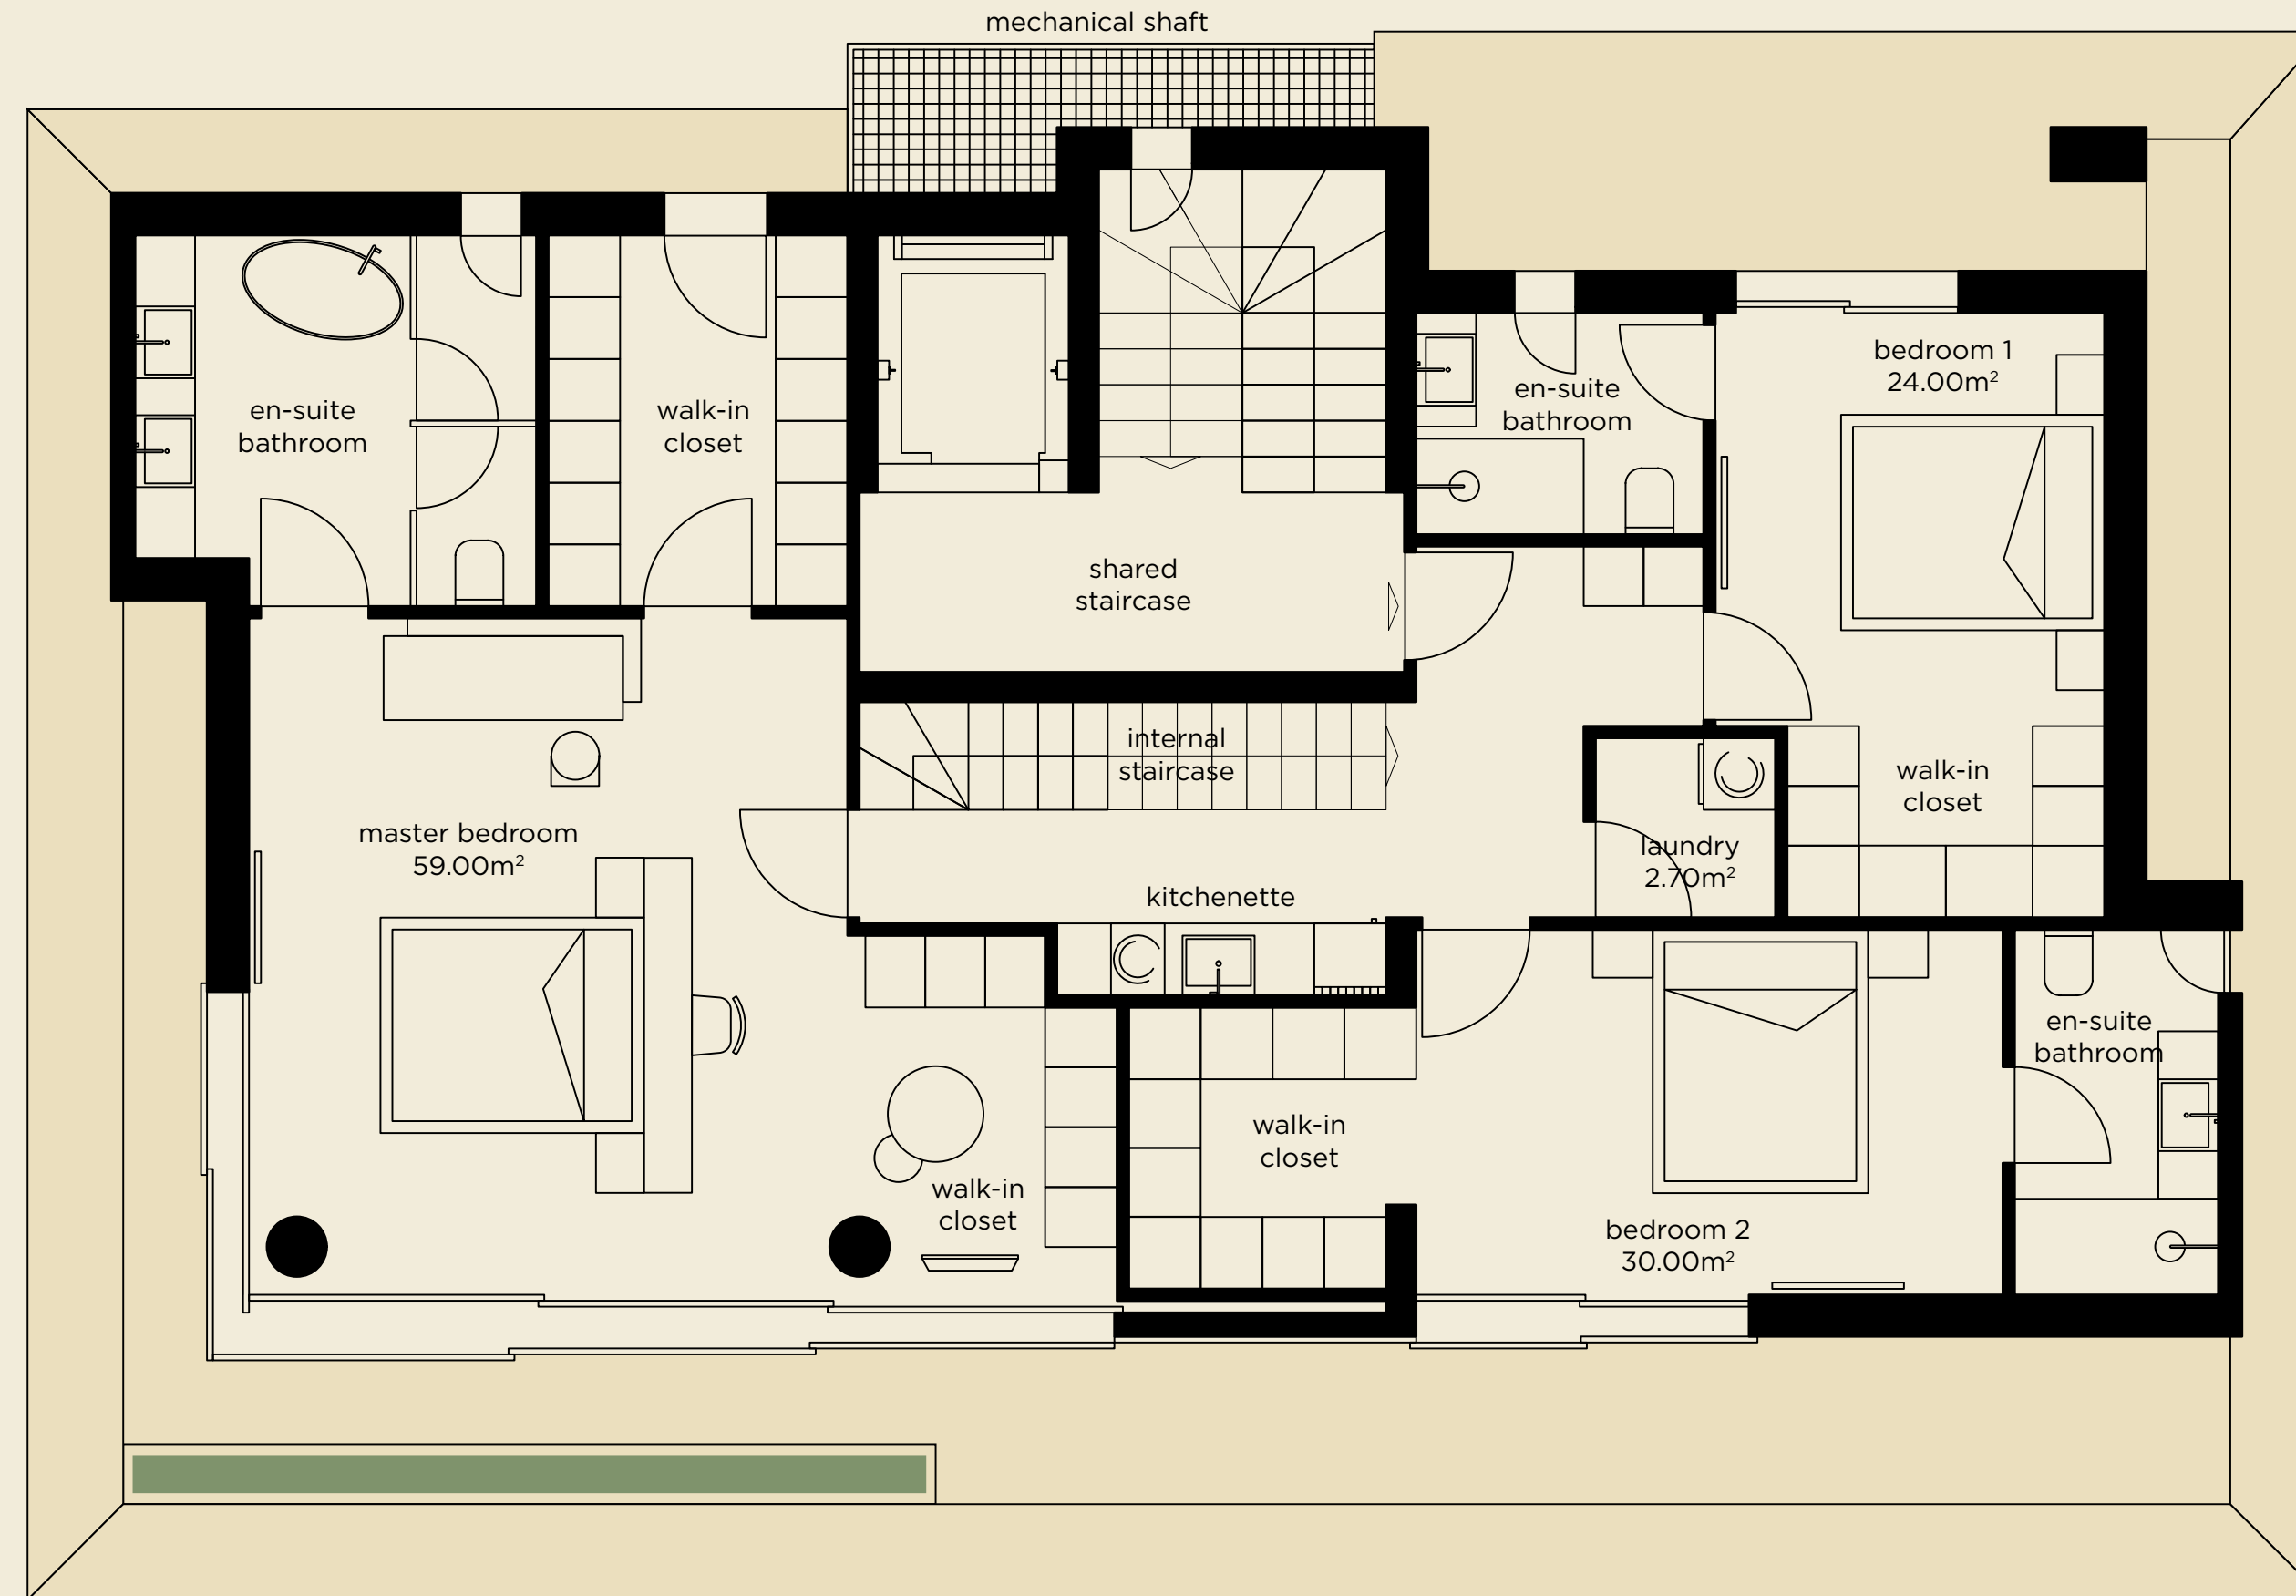 mechanical shaft
bedroom 1
24.00m²
en-suite
bathroom
walk-in
closet
en-suite
bathroom
shared
staircase
internal
staircase
walk-in
closet
master bedroom
59.00m²
laundry
2.70m²
kitchenette
en-suite
bathroom
walk-in
closet
walk-in
closet
bedroom 2
30.00m²